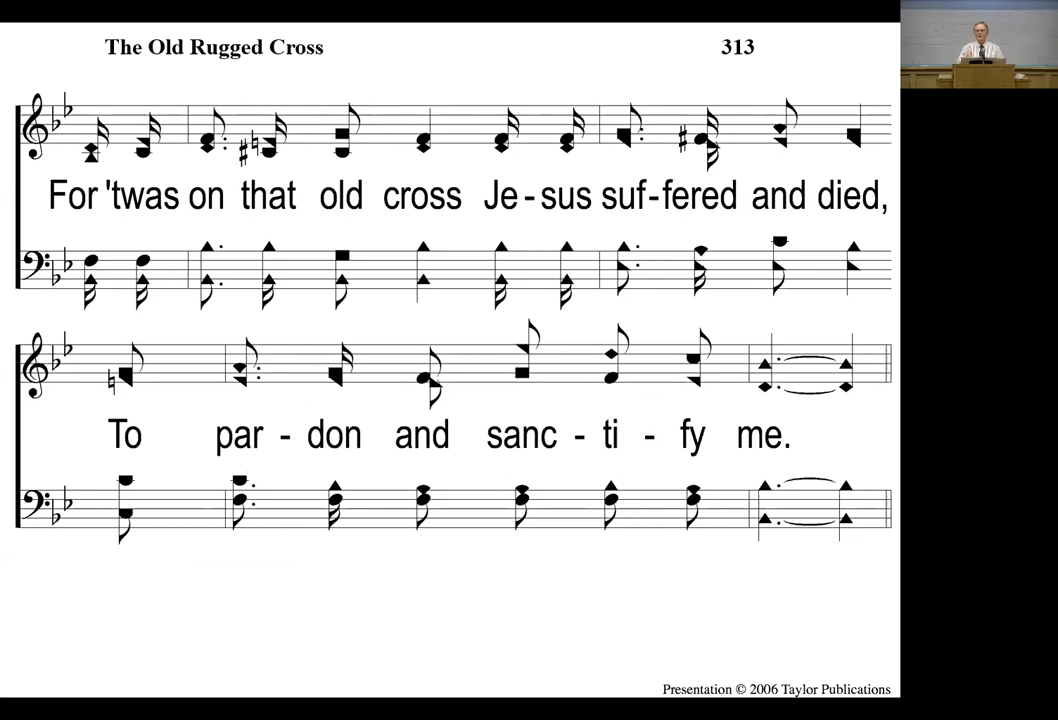 The Old Rugged Cross 313
For 'twas on that old cross Je - sus suf - fered and died,
To par - don and sanc - ti - fy me.
Presentation © 2006 Taylor Publications